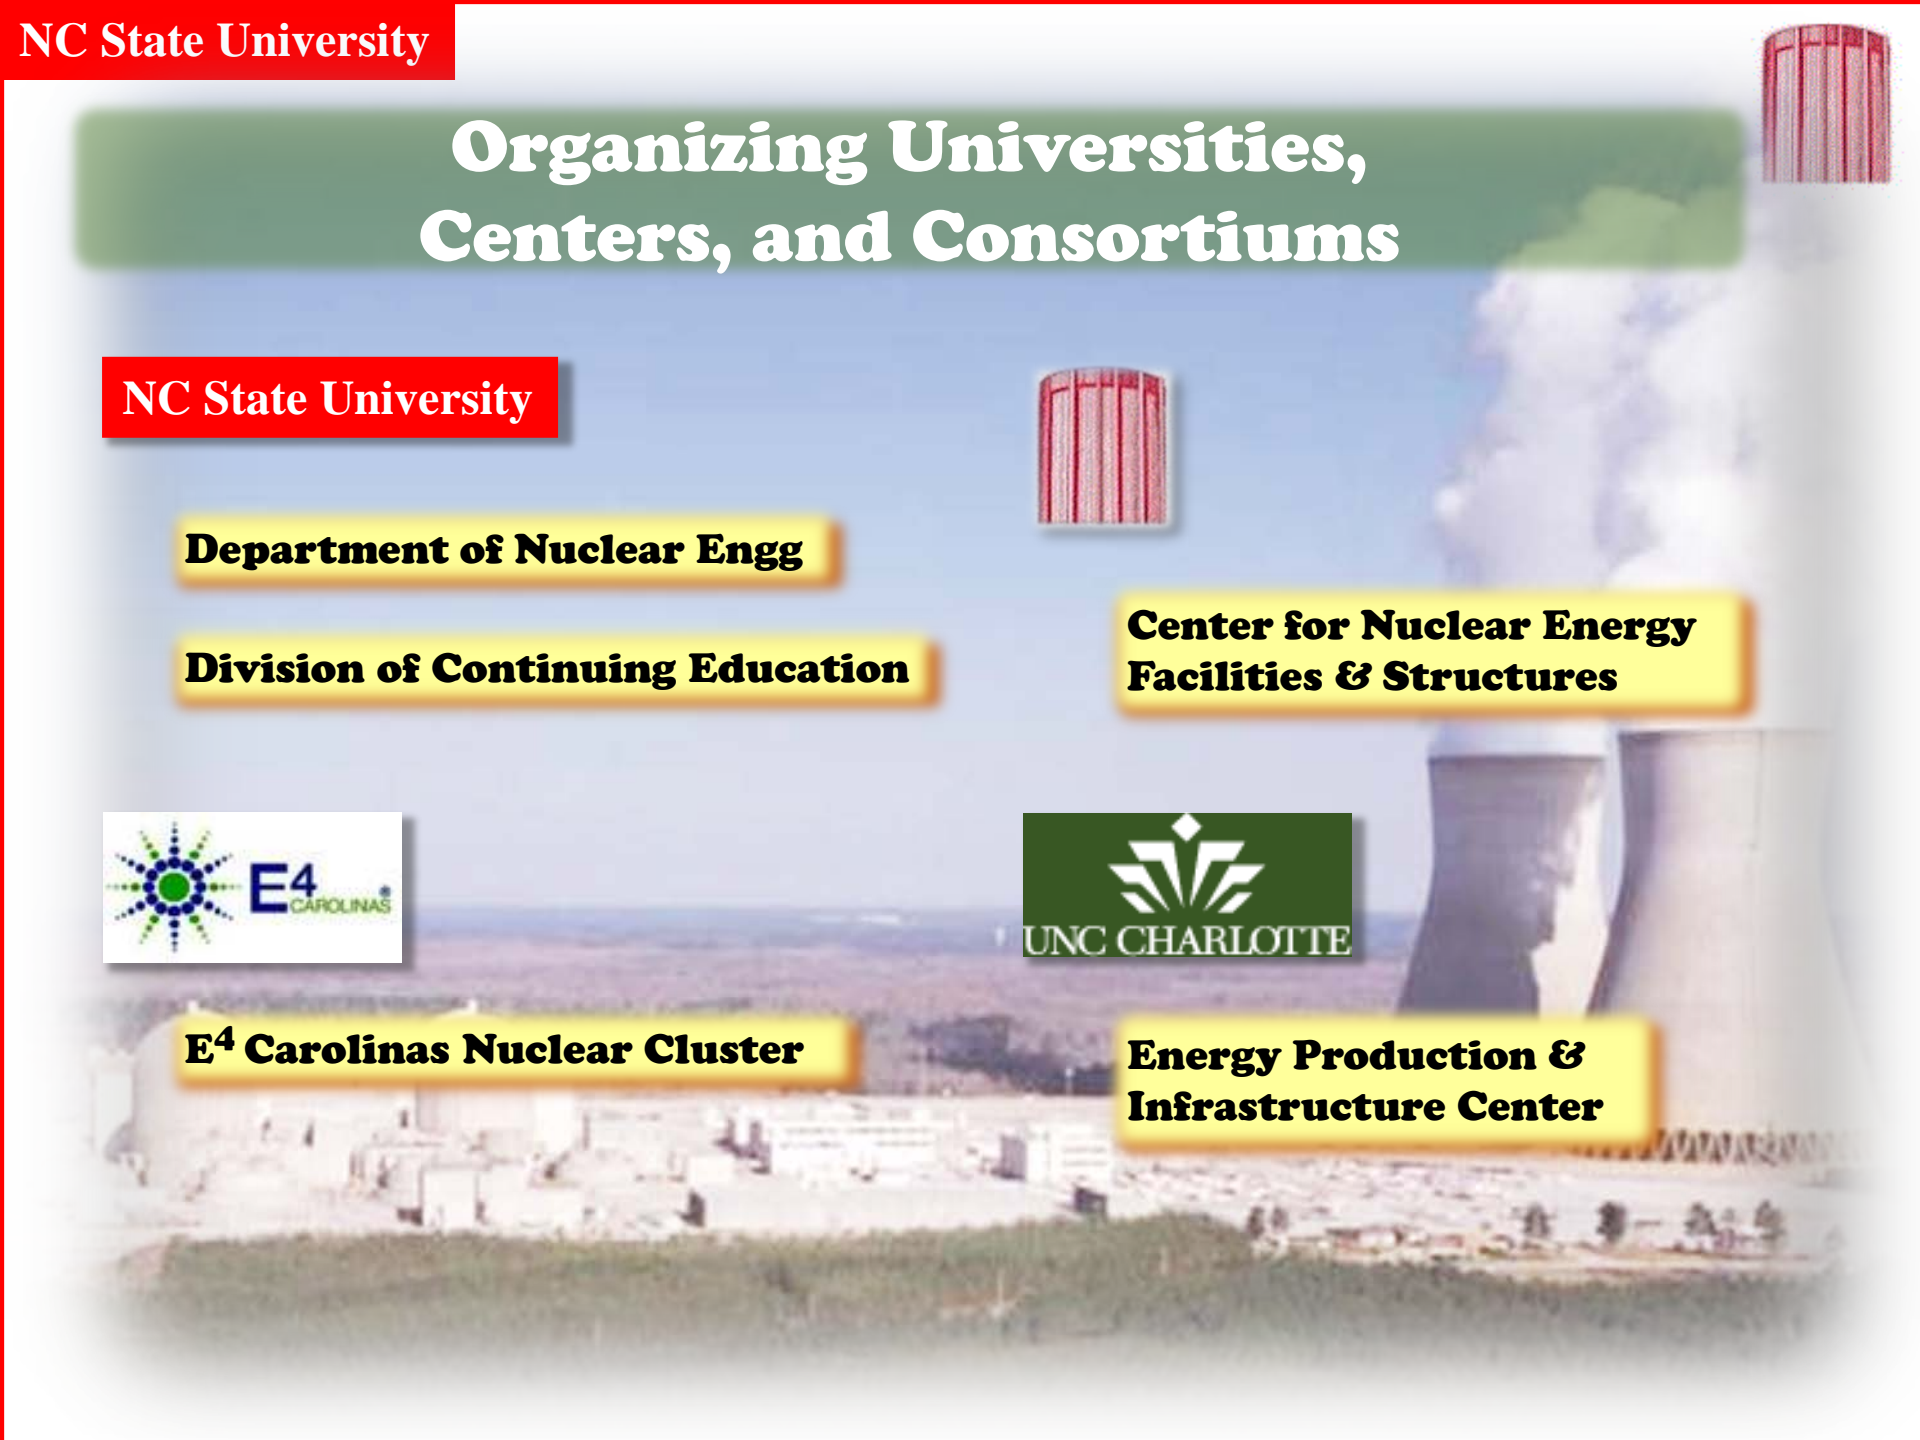 NC State University
Organizing Universities,
Centers, and Consortiums
NC State University
Department of Nuclear Engg
Division of Continuing Education
Center for Nuclear Energy
Facilities & Structures
E4
CAROLINAS®
UNC CHARLOTTE
E⁴ Carolinas Nuclear Cluster
Energy Production &
Infrastructure Center